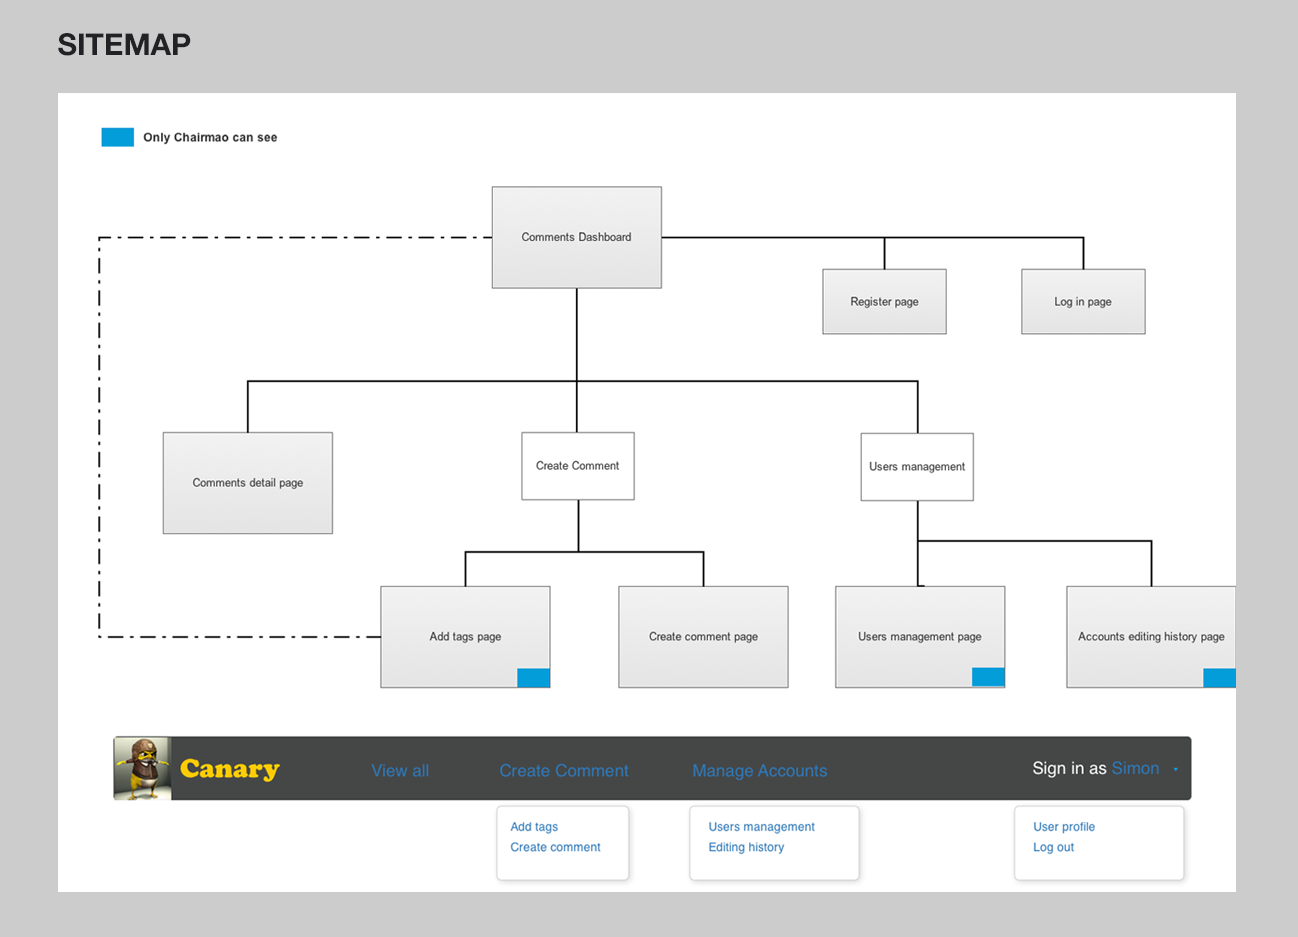 SITEMAP
Only Chairmao can see
Comments Dashboard
Register page
Log in page
Comments detail page
Create Comment
Users management
Add tags page
Create comment page
Users management page
Accounts editing history page
Canary
View all
Create Comment
Manage Accounts
Sign in as Simon
Add tags
Create comment
Users management
Editing history
User profile
Log out